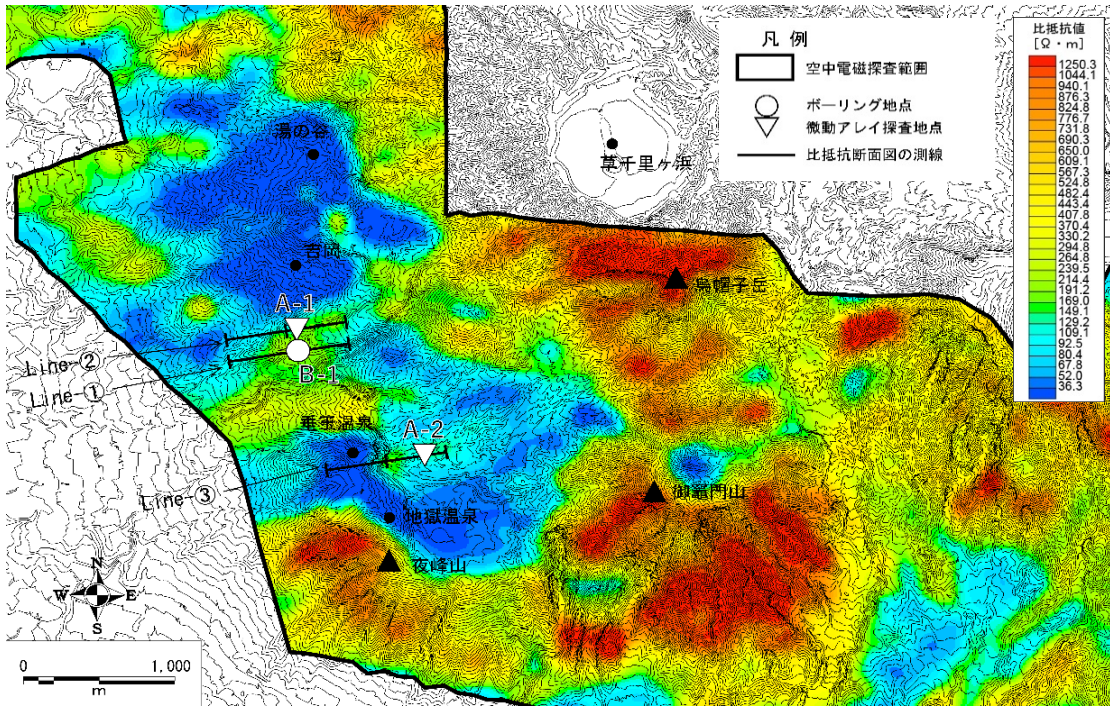 凡 例
空中電磁探査範囲
ボーリング地点
微動アレイ探査地点
比抵抗断面図の測線
比抵抗値
[Ω・m]
1250.3
1044.1
940.1
876.3
824.8
776.7
731.8
690.3
650.0
609.1
567.3
524.8
482.4
443.4
407.8
371.4
330.2
294.8
264.8
239.5
214.4
191.2
169.0
149.1
129.2
109.1
92.5
80.4
67.8
52.0
36.3
湯の谷
草千里ヶ浜
吉岡
烏帽子岳
A-1
Line-②
Line-①
B-1
垂玉温泉
A-2
Line-③
御竈門山
地獄温泉
夜峰山
N
W
E
S
0
1,000
m